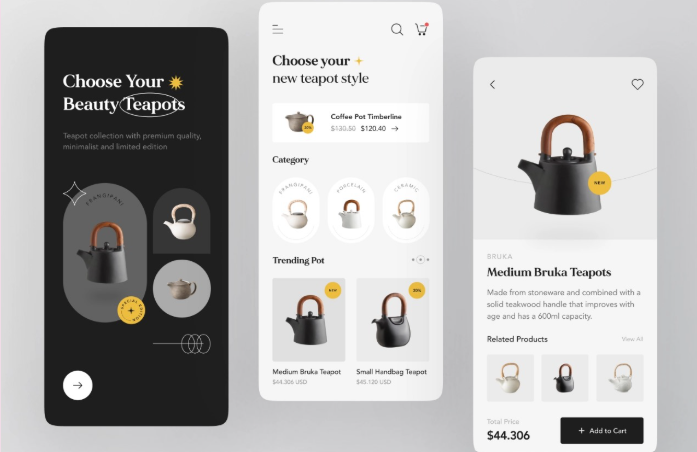 Choose Your
Beauty Teapots
Teapot collection with premium quality,
minimalist and limited edition
FRANGIPANI
Choose your
new teapot style
Coffee Pot Timberline
$130.50 $120.40
20%
Category
FRANGIPANI
PORCELAIN
CERAMIC
Trending Pot
NEW
20%
Medium Bruka Teapot
$44.306 USD
Small Handbag Teapot
$45.120 USD
NEW
BRUKA
Medium Bruka Teapots
Made from stoneware and combined with a
solid teakwood handle that improves with
age and has a 600ml capacity.
Related Products
View All
Total Price
$44.306
+ Add to Cart